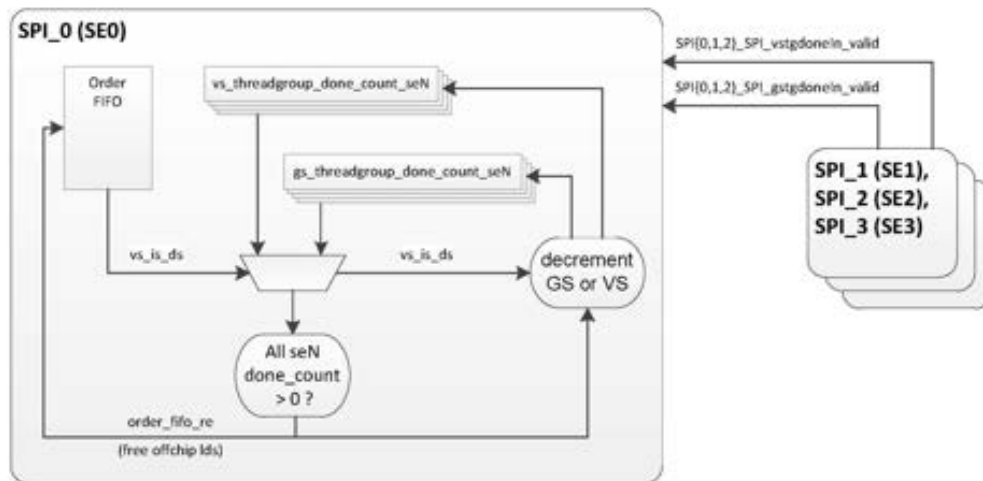 SPI_0 (SE0)
Order
FIFO
vs_threadgroup_done_count_seN
gs_threadgroup_done_count_seN
vs_is_ds
vs_is_ds
decrement
GS or VS
All seN
done_count
> 0 ?
order_fifo_re
(free offchip lds)
SPI{0,1,2}_SPI_vstgdoneIn_valid
SPI{0,1,2}_SPI_gstgdoneIn_valid
SPI_1 (SE1),
SPI_2 (SE2),
SPI_3 (SE3)